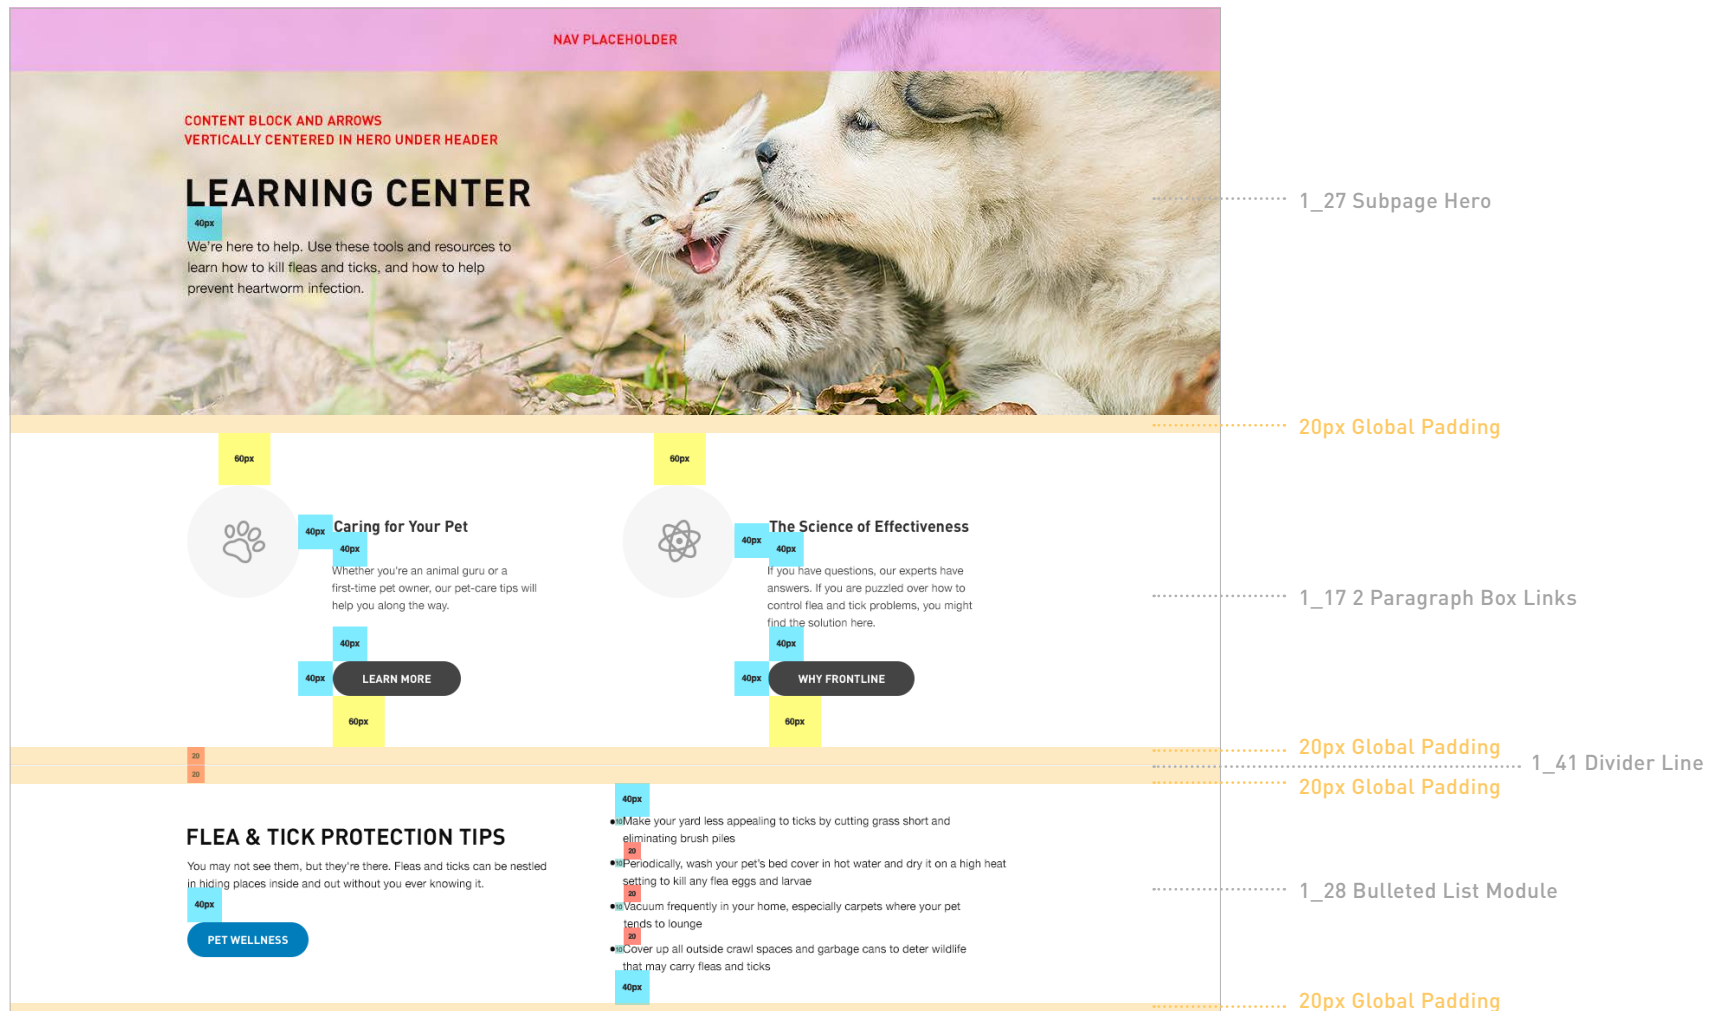 NAV PLACEHOLDER
CONTENT BLOCK AND ARROWS
VERTICALLY CENTERED IN HERO UNDER HEADER
LEARNING CENTER
40px
We're here to help. Use these tools and resources to
learn how to kill fleas and ticks, and how to help
prevent heartworm infection.
1_27 Subpage Hero
20px Global Padding
60px
40px
Caring for Your Pet
40px
Whether you're an animal guru or a
first-time pet owner, our pet-care tips will
help you along the way.
40px
40px
LEARN MORE
60px
60px
40px
The Science of Effectiveness
40px
If you have questions, our experts have
answers. If you are puzzled over how to
control flea and tick problems, you might
find the solution here.
40px
40px
WHY FRONTLINE
60px
1_17 2 Paragraph Box Links
20
20
20px Global Padding
1_41 Divider Line
20px Global Padding
FLEA & TICK PROTECTION TIPS
You may not see them, but they're there. Fleas and ticks can be nestled
in hiding places inside and out without you ever knowing it.
40px
PET WELLNESS
40px
10 Make your yard less appealing to ticks by cutting grass short and
eliminating brush piles
20
10 Periodically, wash your pet's bed cover in hot water and dry it on a high heat
setting to kill any flea eggs and larvae
20
10 Vacuum frequently in your home, especially carpets where your pet
tends to lounge
20
10 Cover up all outside crawl spaces and garbage cans to deter wildlife
that may carry fleas and ticks
40px
1_28 Bulleted List Module
20px Global Padding